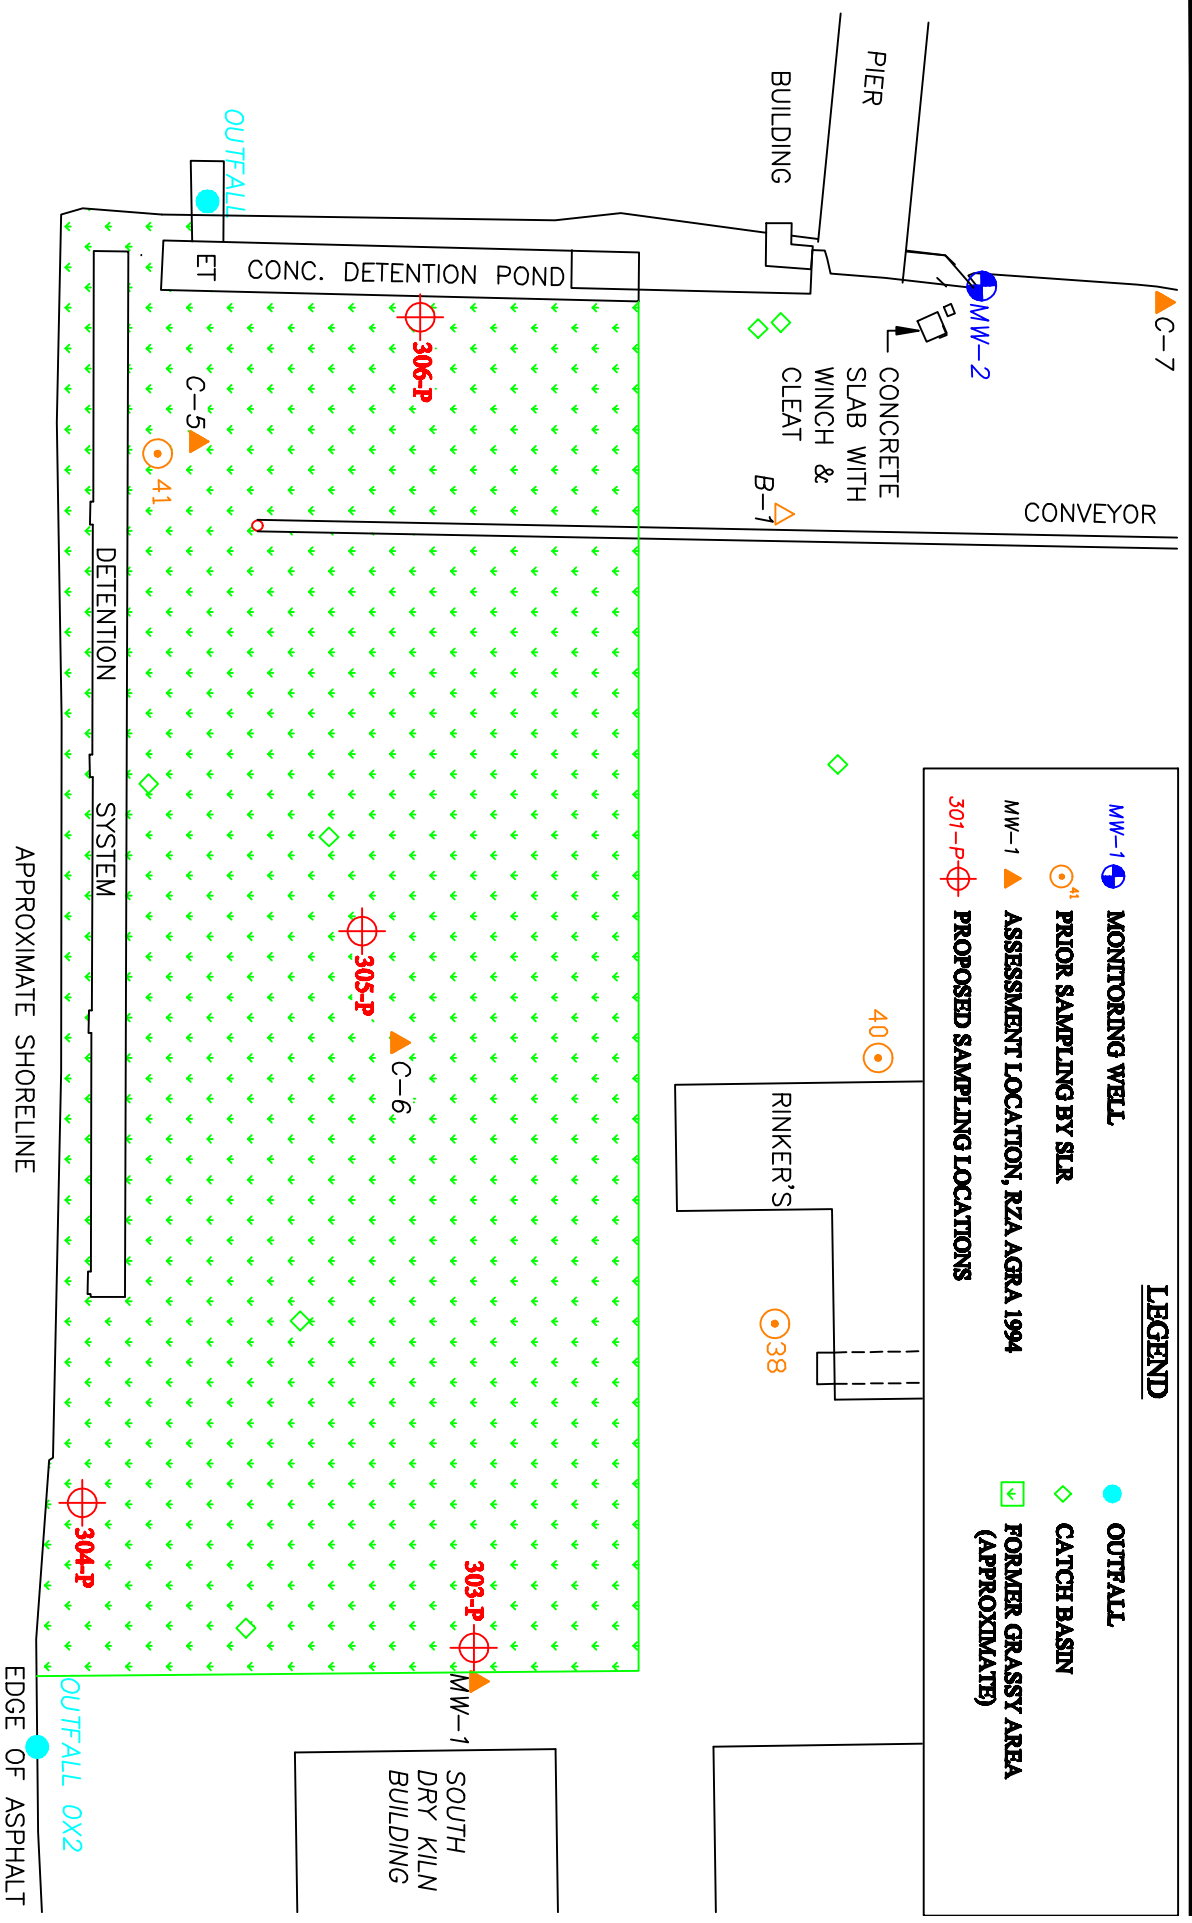 C-7
MW-2
PIER
BUILDING
CONCRETE
SLAB WITH
WINCH &
CLEAT
CONVEYOR
B-1
OUTFALL
ET
CONC. DETENTION POND
306-P
C-5
41
DETENTION SYSTEM
305-P
C-6
40
RINKER'S
38
APPROXIMATE SHORELINE
304-P
303-P
MW-1
OUTFALL 0X2
SOUTH
DRY KILN
BUILDING
EDGE OF ASPHALT
LEGEND
MW-1 MONITORING WELL
41 PRIOR SAMPLING BY SLR
MW-1 ASSESSMENT LOCATION, RZA AGRA 1994
301-P PROPOSED SAMPLING LOCATIONS
OUTFALL
CATCH BASIN
FORMER GRASSY AREA
(APPROXIMATE)